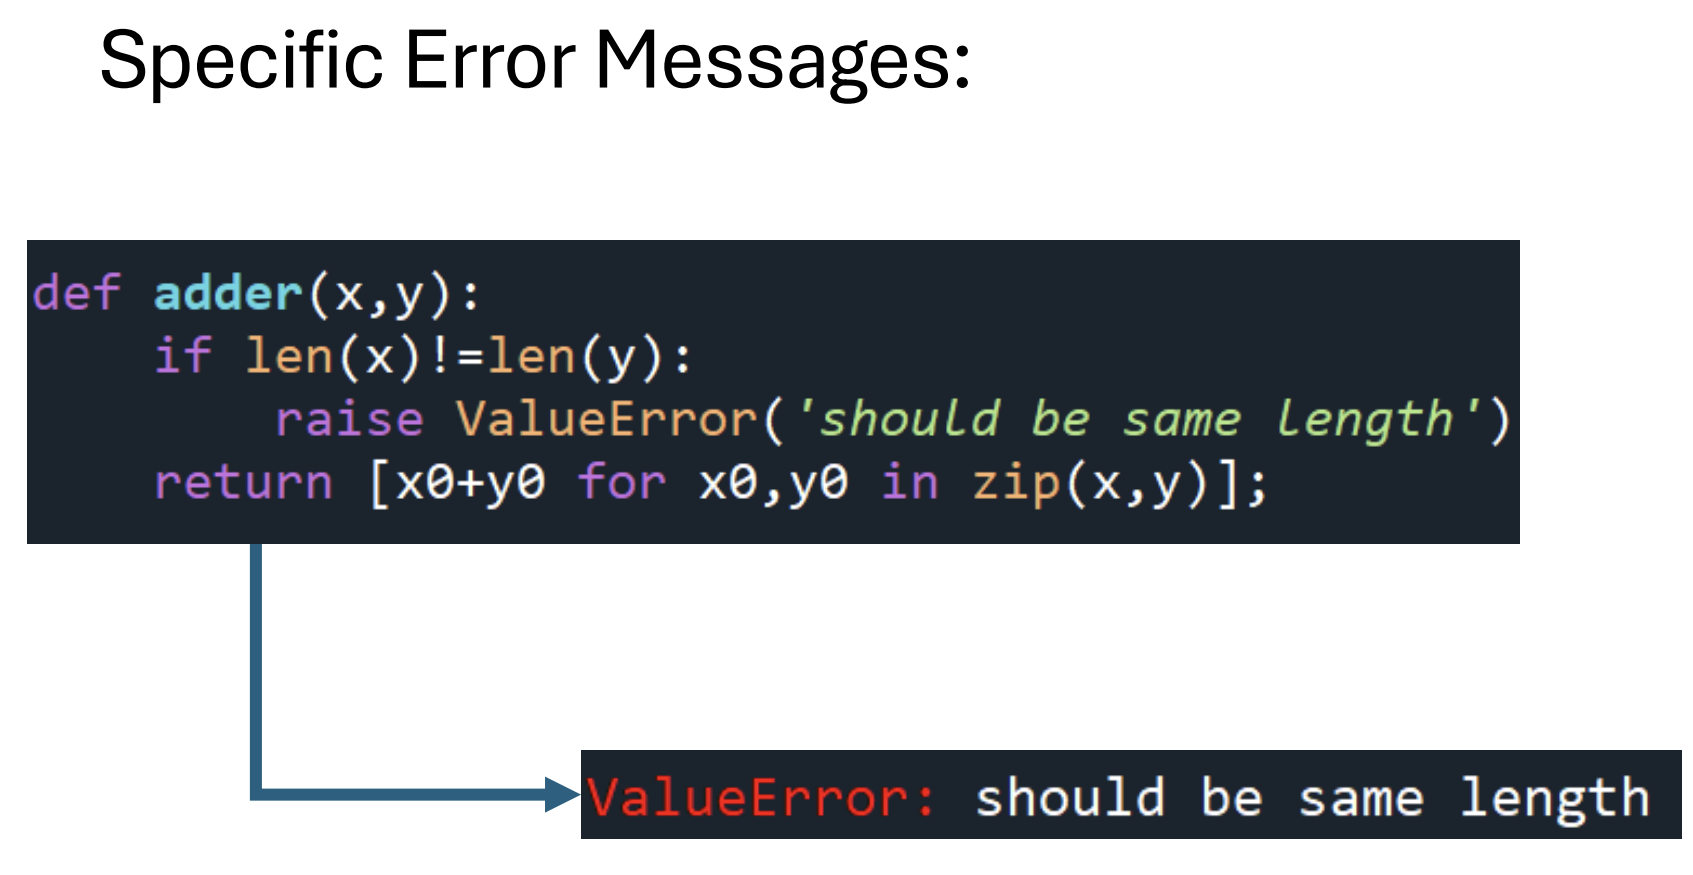 Specific Error Messages:
def adder(x,y):
    if len(x)!=len(y):
        raise ValueError('should be same length')
    return [x0+y0 for x0,y0 in zip(x,y)];
ValueError: should be same length